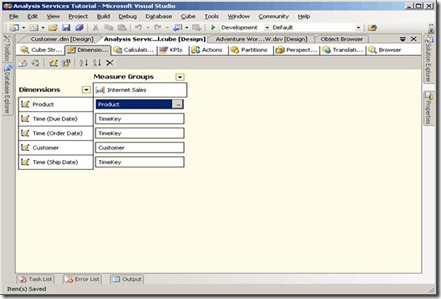 Analysis Services Tutorial - Microsoft Visual Studio
File Edit View Project Build Debug Database Cube Tools Window Community Help
Development Default
Customer.dim [Design] Analysis Servic...l.cube [Design] Adventure Wor...W.dsv [Design] Object Browser
Cube Str... Dimensio... Calculati... KPIs Actions Partitions Perspect... Translati... Browser
Measure Groups
Dimensions
Internet Sales
Product Product ...
Time (Due Date) TimeKey
Time (Order Date) TimeKey
Customer Customer
Time (Ship Date) TimeKey
Toolbox
Database Explorer
Solution Explorer
Properties
Task List Error List Output
Item(s) Saved